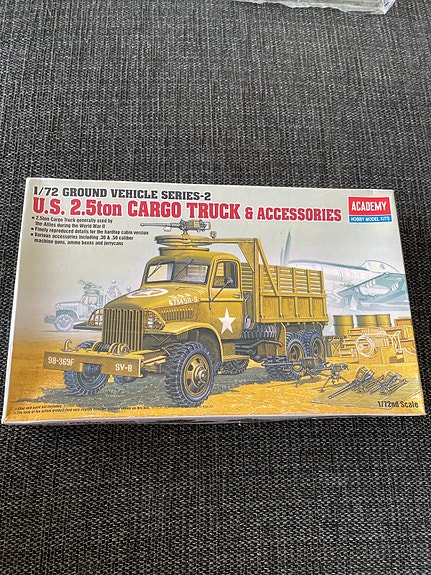 1/72 GROUND VEHICLE SERIES-2
U.S. 2.5ton CARGO TRUCK & ACCESSORIES
● 2.5ton Cargo Truck generally used by
the Allies during the World War II
● Finely reproduced details for the hardtop cabin version
● Various accessories including .30 & .50 caliber
machine guns, ammo boxes and jerrycans
ACADEMY
HOBBY MODEL KITS
98-369F
SV-8
1/72nd Scale